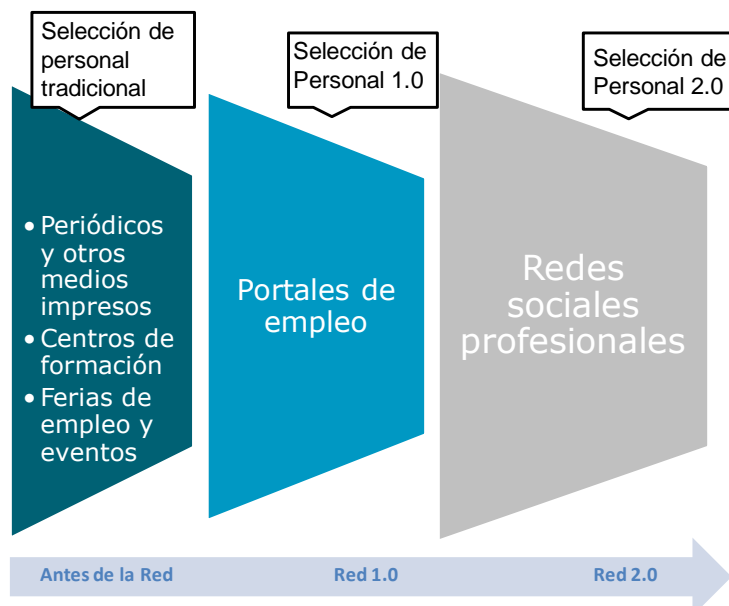 Selección de
personal
tradicional
Selección de
Personal 1.0
Selección de
Personal 2.0
• Periódicos
y otros
medios
impresos
• Centros de
formación
• Ferias de
empleo y
eventos
Portales de
empleo
Redes
sociales
profesionales
Antes de la Red
Red 1.0
Red 2.0